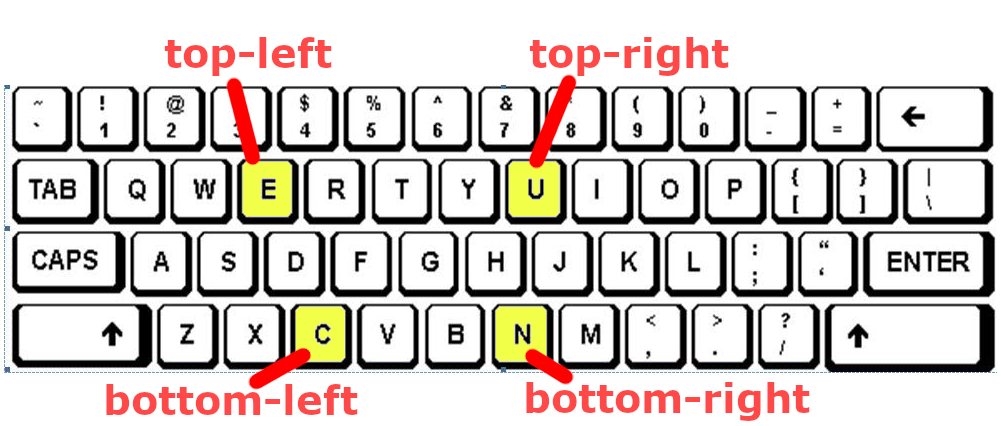 top-left top-right
~ ! @ $ % ^ & ( ) _ +
` 1 2 3 4 5 6 7 8 9 0 - = ←
TAB Q W E R T Y U I O P { } |
[ ] \
CAPS A S D F G H J K L : “ ENTER
; ‘
↑ Z X C V B N M < > ? ↑
, . /
bottom-left bottom-right